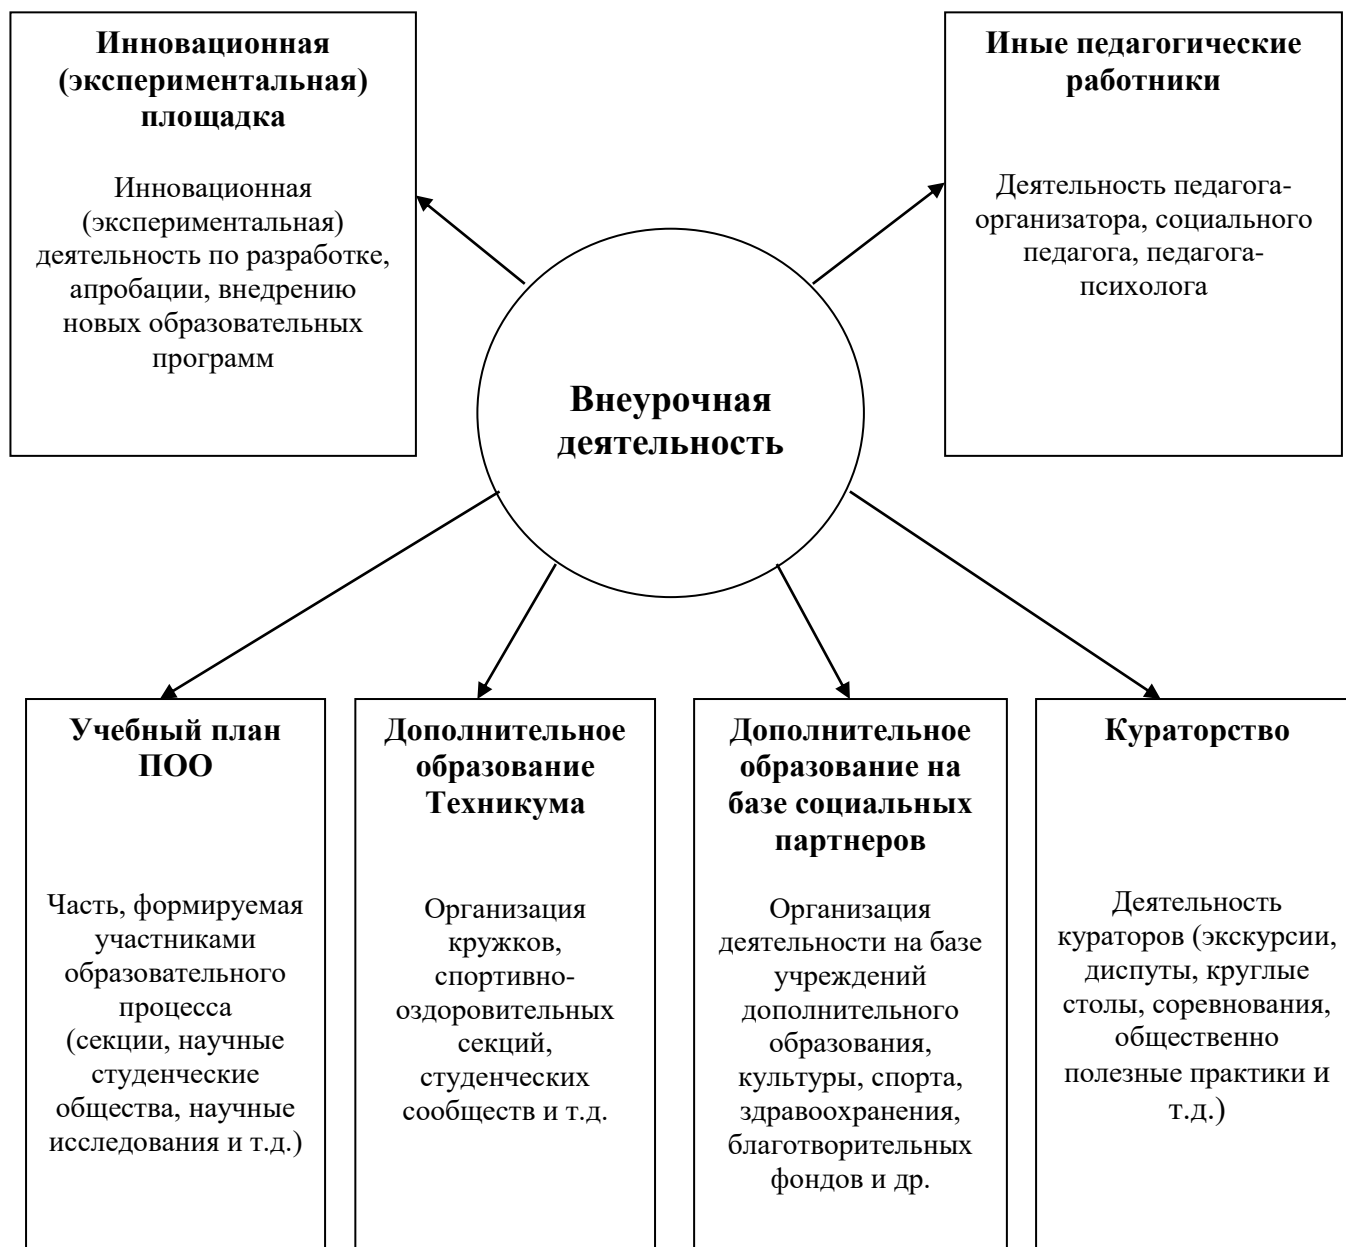 Инновационная
(экспериментальная)
площадка
Инновационная
(экспериментальная)
деятельность по разработке,
апробации, внедрению
новых образовательных
программ
Иные педагогические
работники
Деятельность педагога-
организатора, социального
педагога, педагога-
психолога
Внеурочная
деятельность
Учебный план
ПОО
Часть, формируемая
участниками
образовательного
процесса
(секции, научные
студенческие
общества, научные
исследования и т.д.)
Дополнительное
образование
Техникума
Организация
кружков,
спортивно-
оздоровительных
секций,
студенческих
сообществ и т.д.
Дополнительное
образование на
базе социальных
партнеров
Организация
деятельности на базе
учреждений
дополнительного
образования,
культуры, спорта,
здравоохранения,
благотворительных
фондов и др.
Кураторство
Деятельность
кураторов (экскурсии,
диспуты, круглые
столы, соревнования,
общественно
полезные практики и
т.д.)